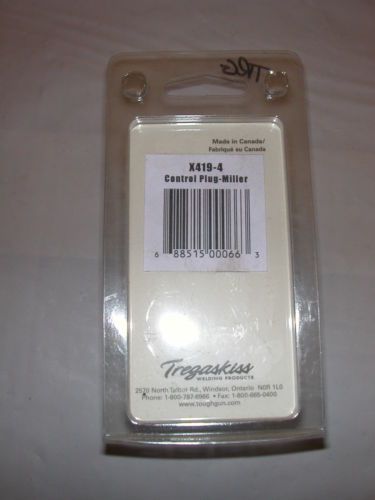 TRG
Made in Canada/
Fabriqué au Canada
X419-4
Control Plug-Miller
6 88515 00066 3
Tregaskiss
WELDING PRODUCTS
2570 North Talbot Rd., Windsor, Ontario N0R 1L0
Phone: 1-800-787-6966 • Fax: 1-800-665-0400
www.toughgun.com